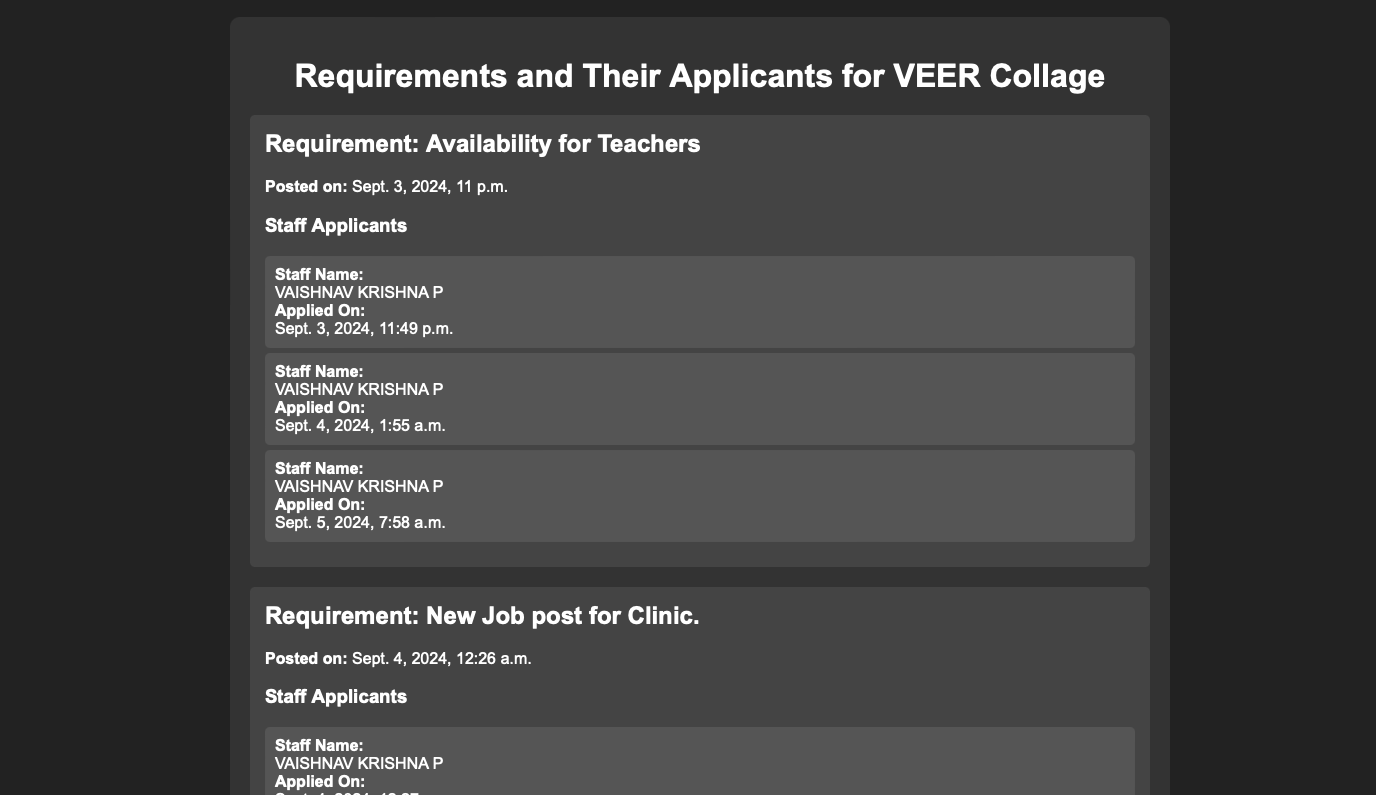 Requirements and Their Applicants for VEER Collage
Requirement: Availability for Teachers
Posted on: Sept. 3, 2024, 11 p.m.
Staff Applicants
Staff Name:
VAISHNAV KRISHNA P
Applied On:
Sept. 3, 2024, 11:49 p.m.
Staff Name:
VAISHNAV KRISHNA P
Applied On:
Sept. 4, 2024, 1:55 a.m.
Staff Name:
VAISHNAV KRISHNA P
Applied On:
Sept. 5, 2024, 7:58 a.m.
Requirement: New Job post for Clinic.
Posted on: Sept. 4, 2024, 12:26 a.m.
Staff Applicants
Staff Name:
VAISHNAV KRISHNA P
Applied On: